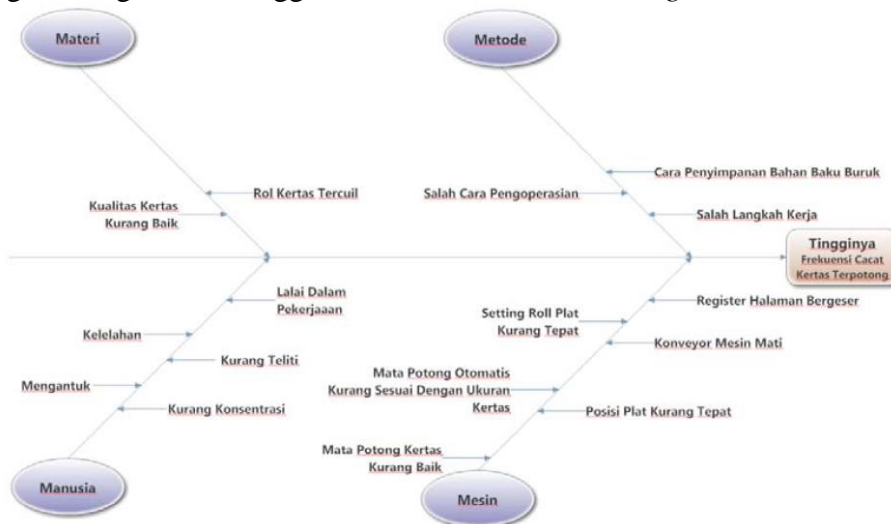 Materi
Metode
Rol Kertas Tercuil
Kualitas Kertas
Kurang Baik
Cara Penyimpanan Bahan Baku Buruk
Salah Cara Pengoperasian
Salah Langkah Kerja
Tingginya
Frekuensi Cacat
Kertas Terpotong
Lalai Dalam
Pekerjaaan
Kelelahan
Kurang Teliti
Mengantuk
Kurang Konsentrasi
Manusia
Register Halaman Bergeser
Setting Roll Plat
Kurang Tepat
Konveyor Mesin Mati
Mata Potong Otomatis
Kurang Sesuai Dengan Ukuran
Kertas
Posisi Plat Kurang Tepat
Mata Potong Kertas
Kurang Baik
Mesin